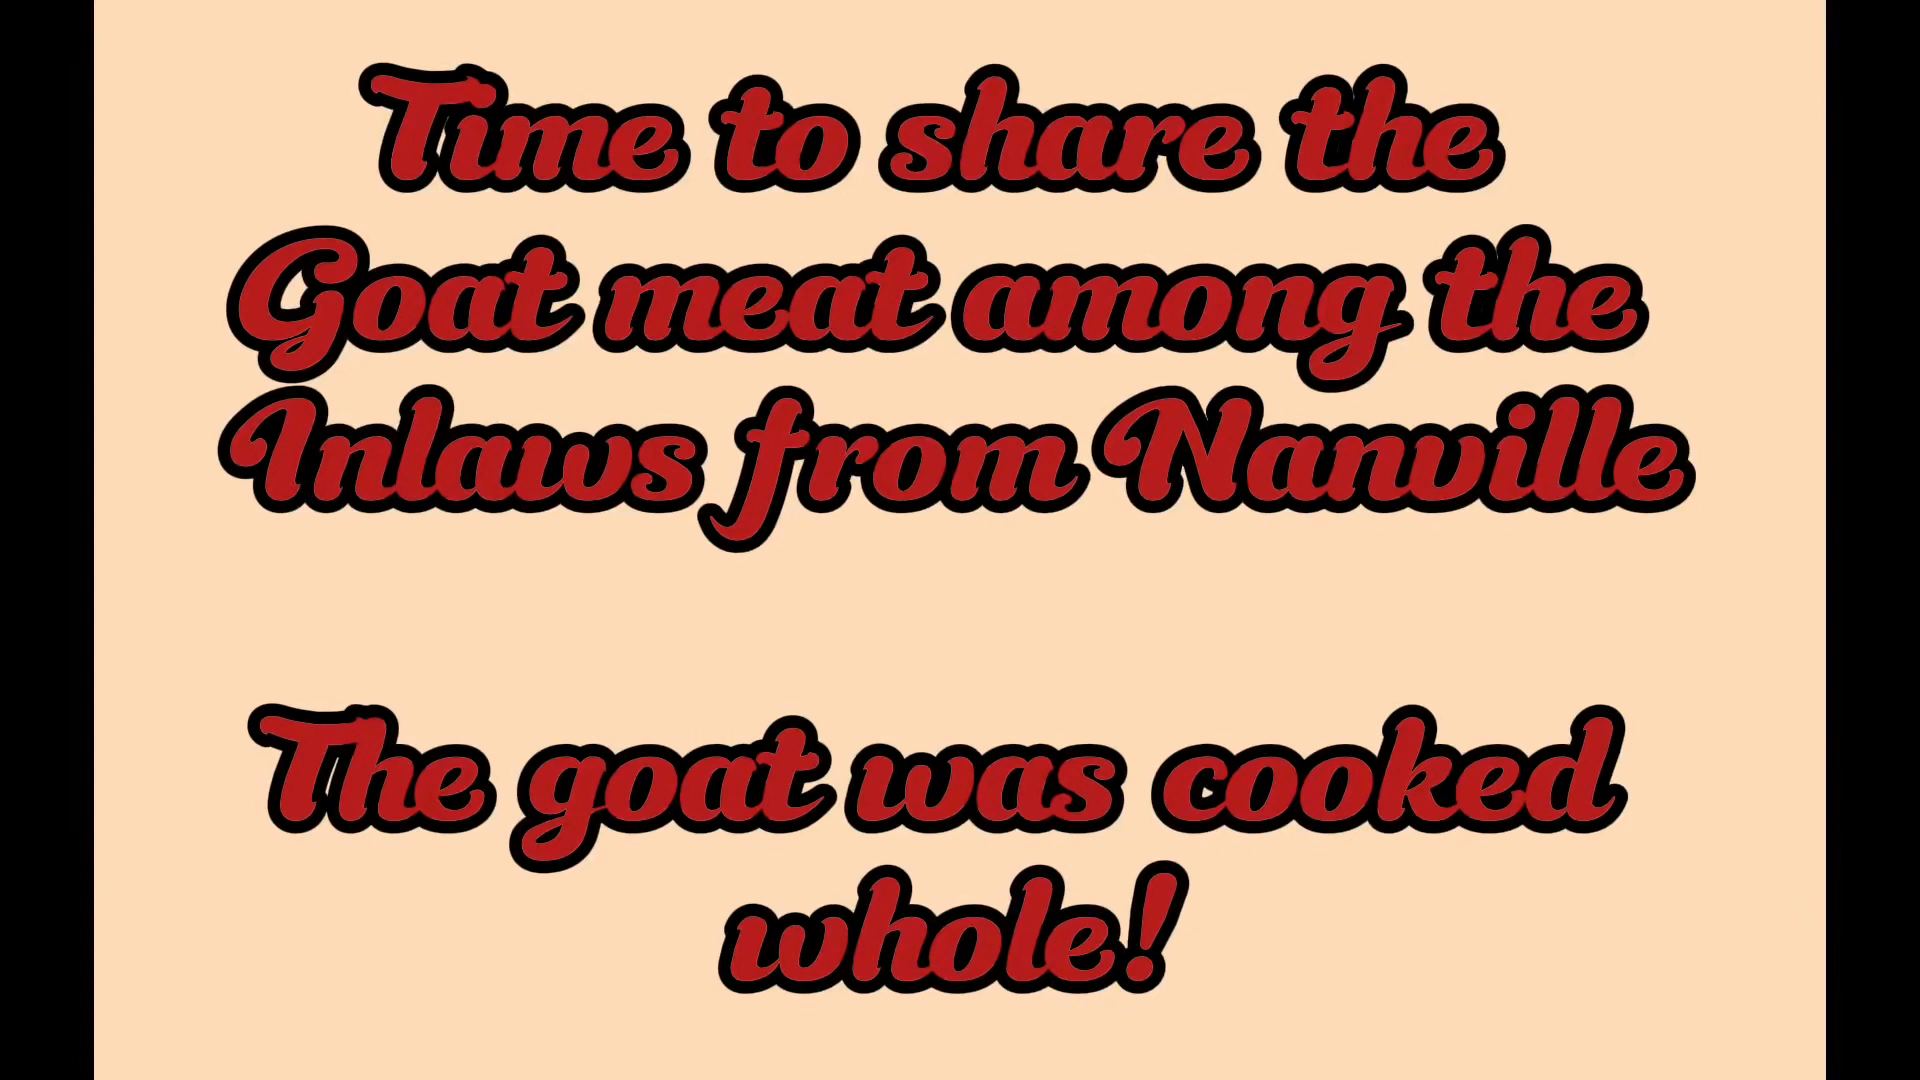 Time to share the
Goat meat among the
Inlaws from Nanville
The goat was cooked
whole!